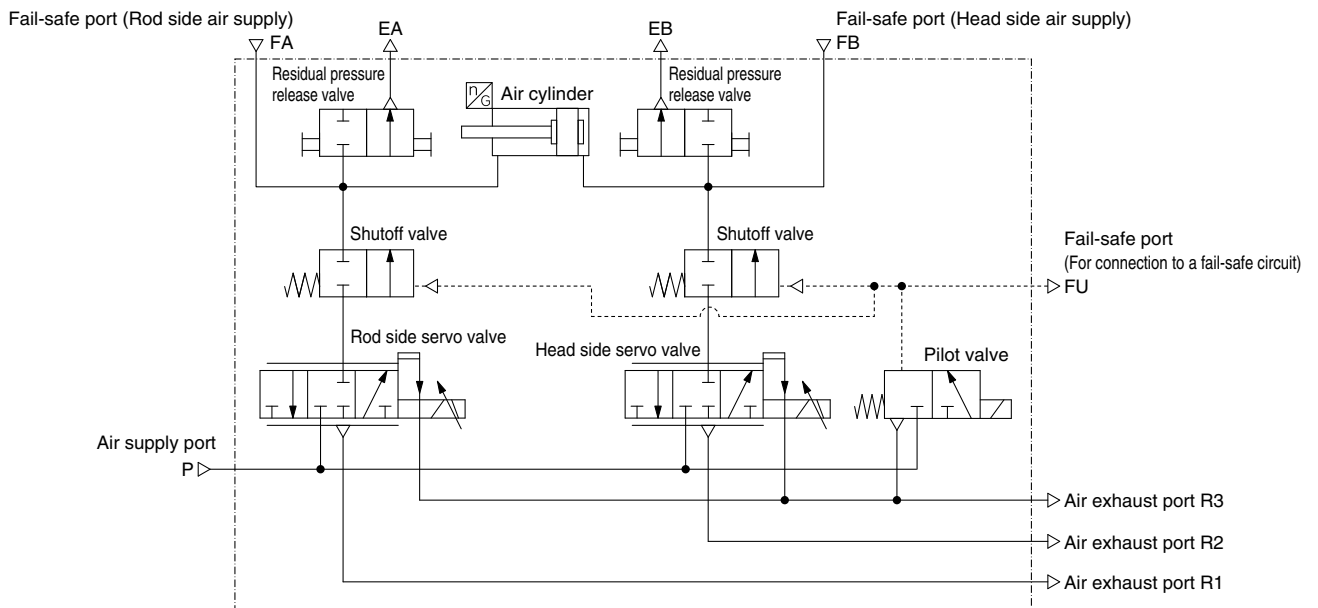 Fail-safe port (Rod side air supply)
FA
EA
EB
Fail-safe port (Head side air supply)
FB
Residual pressure
release valve
n/G
Air cylinder
Residual pressure
release valve
Shutoff valve
Shutoff valve
Fail-safe port
(For connection to a fail-safe circuit)
FU
Rod side servo valve
Head side servo valve
Pilot valve
Air supply port
P
Air exhaust port R3
Air exhaust port R2
Air exhaust port R1